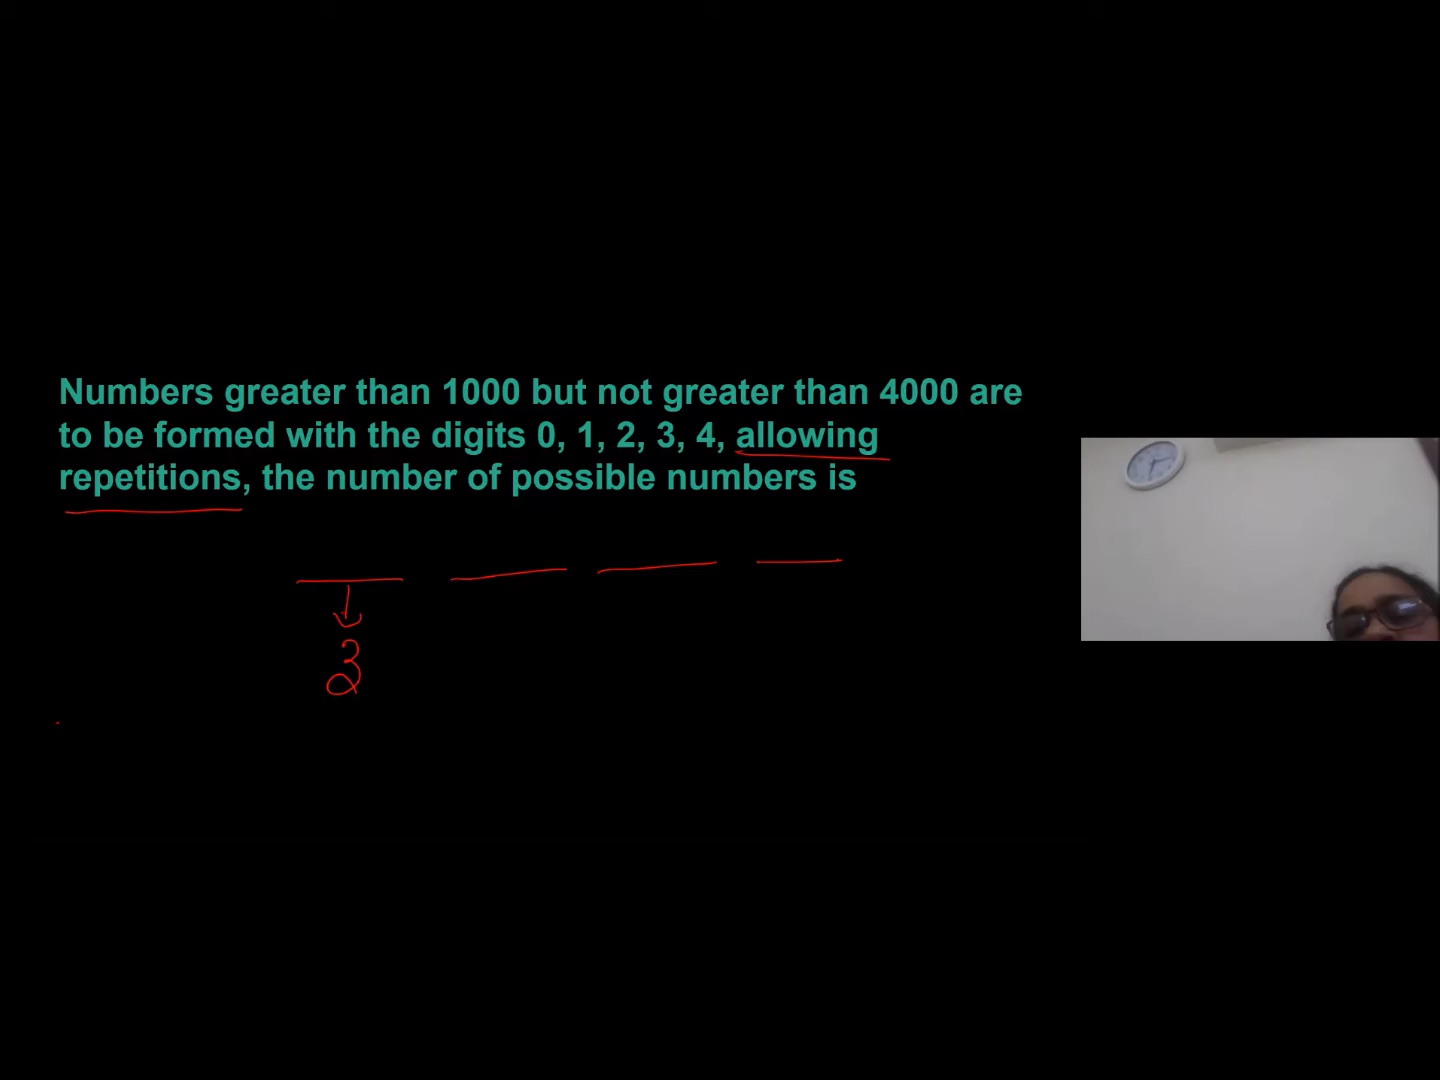 Numbers greater than 1000 but not greater than 4000 are
to be formed with the digits 0, 1, 2, 3, 4, allowing
repetitions, the number of possible numbers is
3